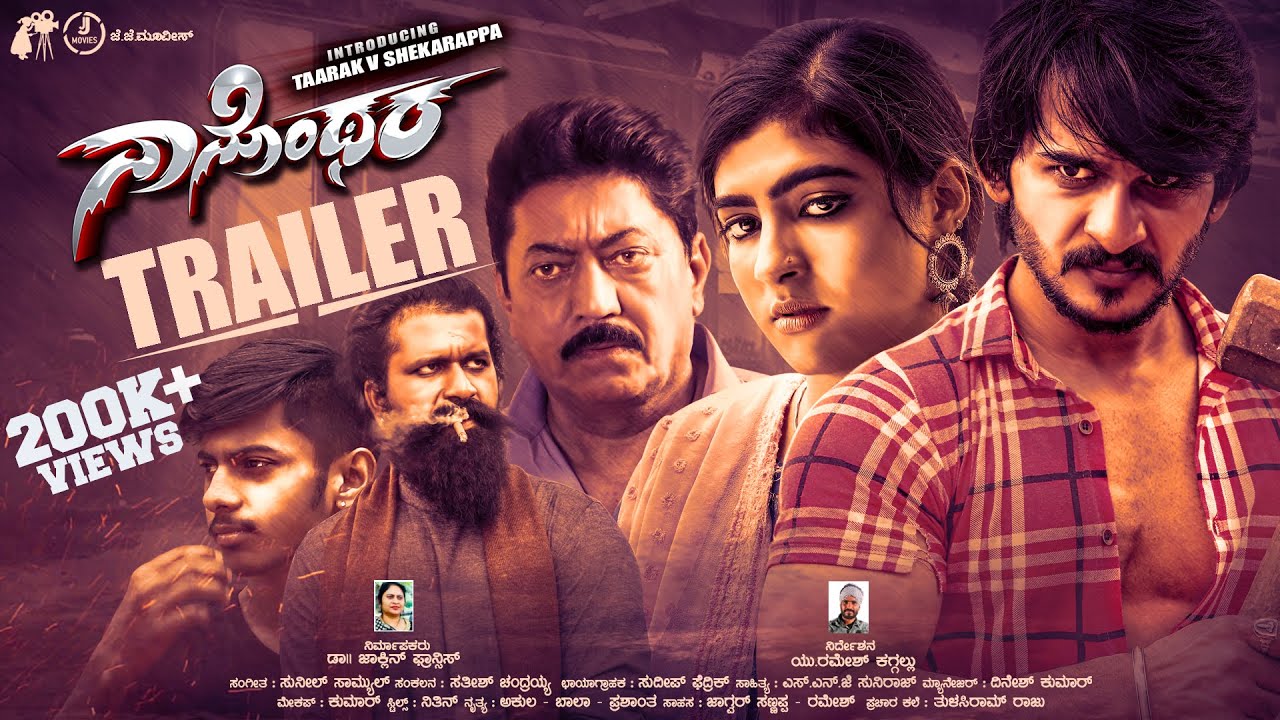 J
MOVIES
ಜೆ.ಜೆ.ಮೂವೀಸ್
INTRODUCING
TAARAK V SHEKARAPPA
ನಾನೊಂಥರ
TRAILER
200K+
VIEWS
ನಿರ್ಮಾಪಕರು
ಡಾ|| ಜಾಕ್ಲಿನ್ ಫ್ರಾನ್ಸಿಸ್
ನಿರ್ದೇಶನ
ಯು.ರಮೇಶ್ ಕಗ್ಗಲ್ಲು
ಸಂಗೀತ : ಸುನೀಲ್ ಸಾಮ್ಯುಲ್ ಸಂಕಲನ : ಸತೀಶ್ ಚಂದ್ರಯ್ಯ ಛಾಯಾಗ್ರಾಹಕ : ಸುದೀಪ್ ಫೆದ್ರಿಕ್ ಸಾಹಿತ್ಯ : ಎಸ್.ಎನ್.ಜೆ ಸುನಿರಾಜ್ ಮ್ಯಾನೇಜರ್ : ದಿನೇಶ್ ಕುಮಾರ್
ಮೇಕಪ್ : ಕುಮಾರ್ ಸ್ಟಿಲ್ಸ್ : ನಿತಿನ್ ನೃತ್ಯ : ಅಕುಲ - ಬಾಲಾ - ಪ್ರಶಾಂತ ಸಾಹಸ : ಜಾಗ್ವರ್ ಸಣ್ಣಪ್ಪ - ರಮೇಶ್ ಪ್ರಚಾರ ಕಲೆ : ತುಳಸಿರಾಮ್ ರಾಜು